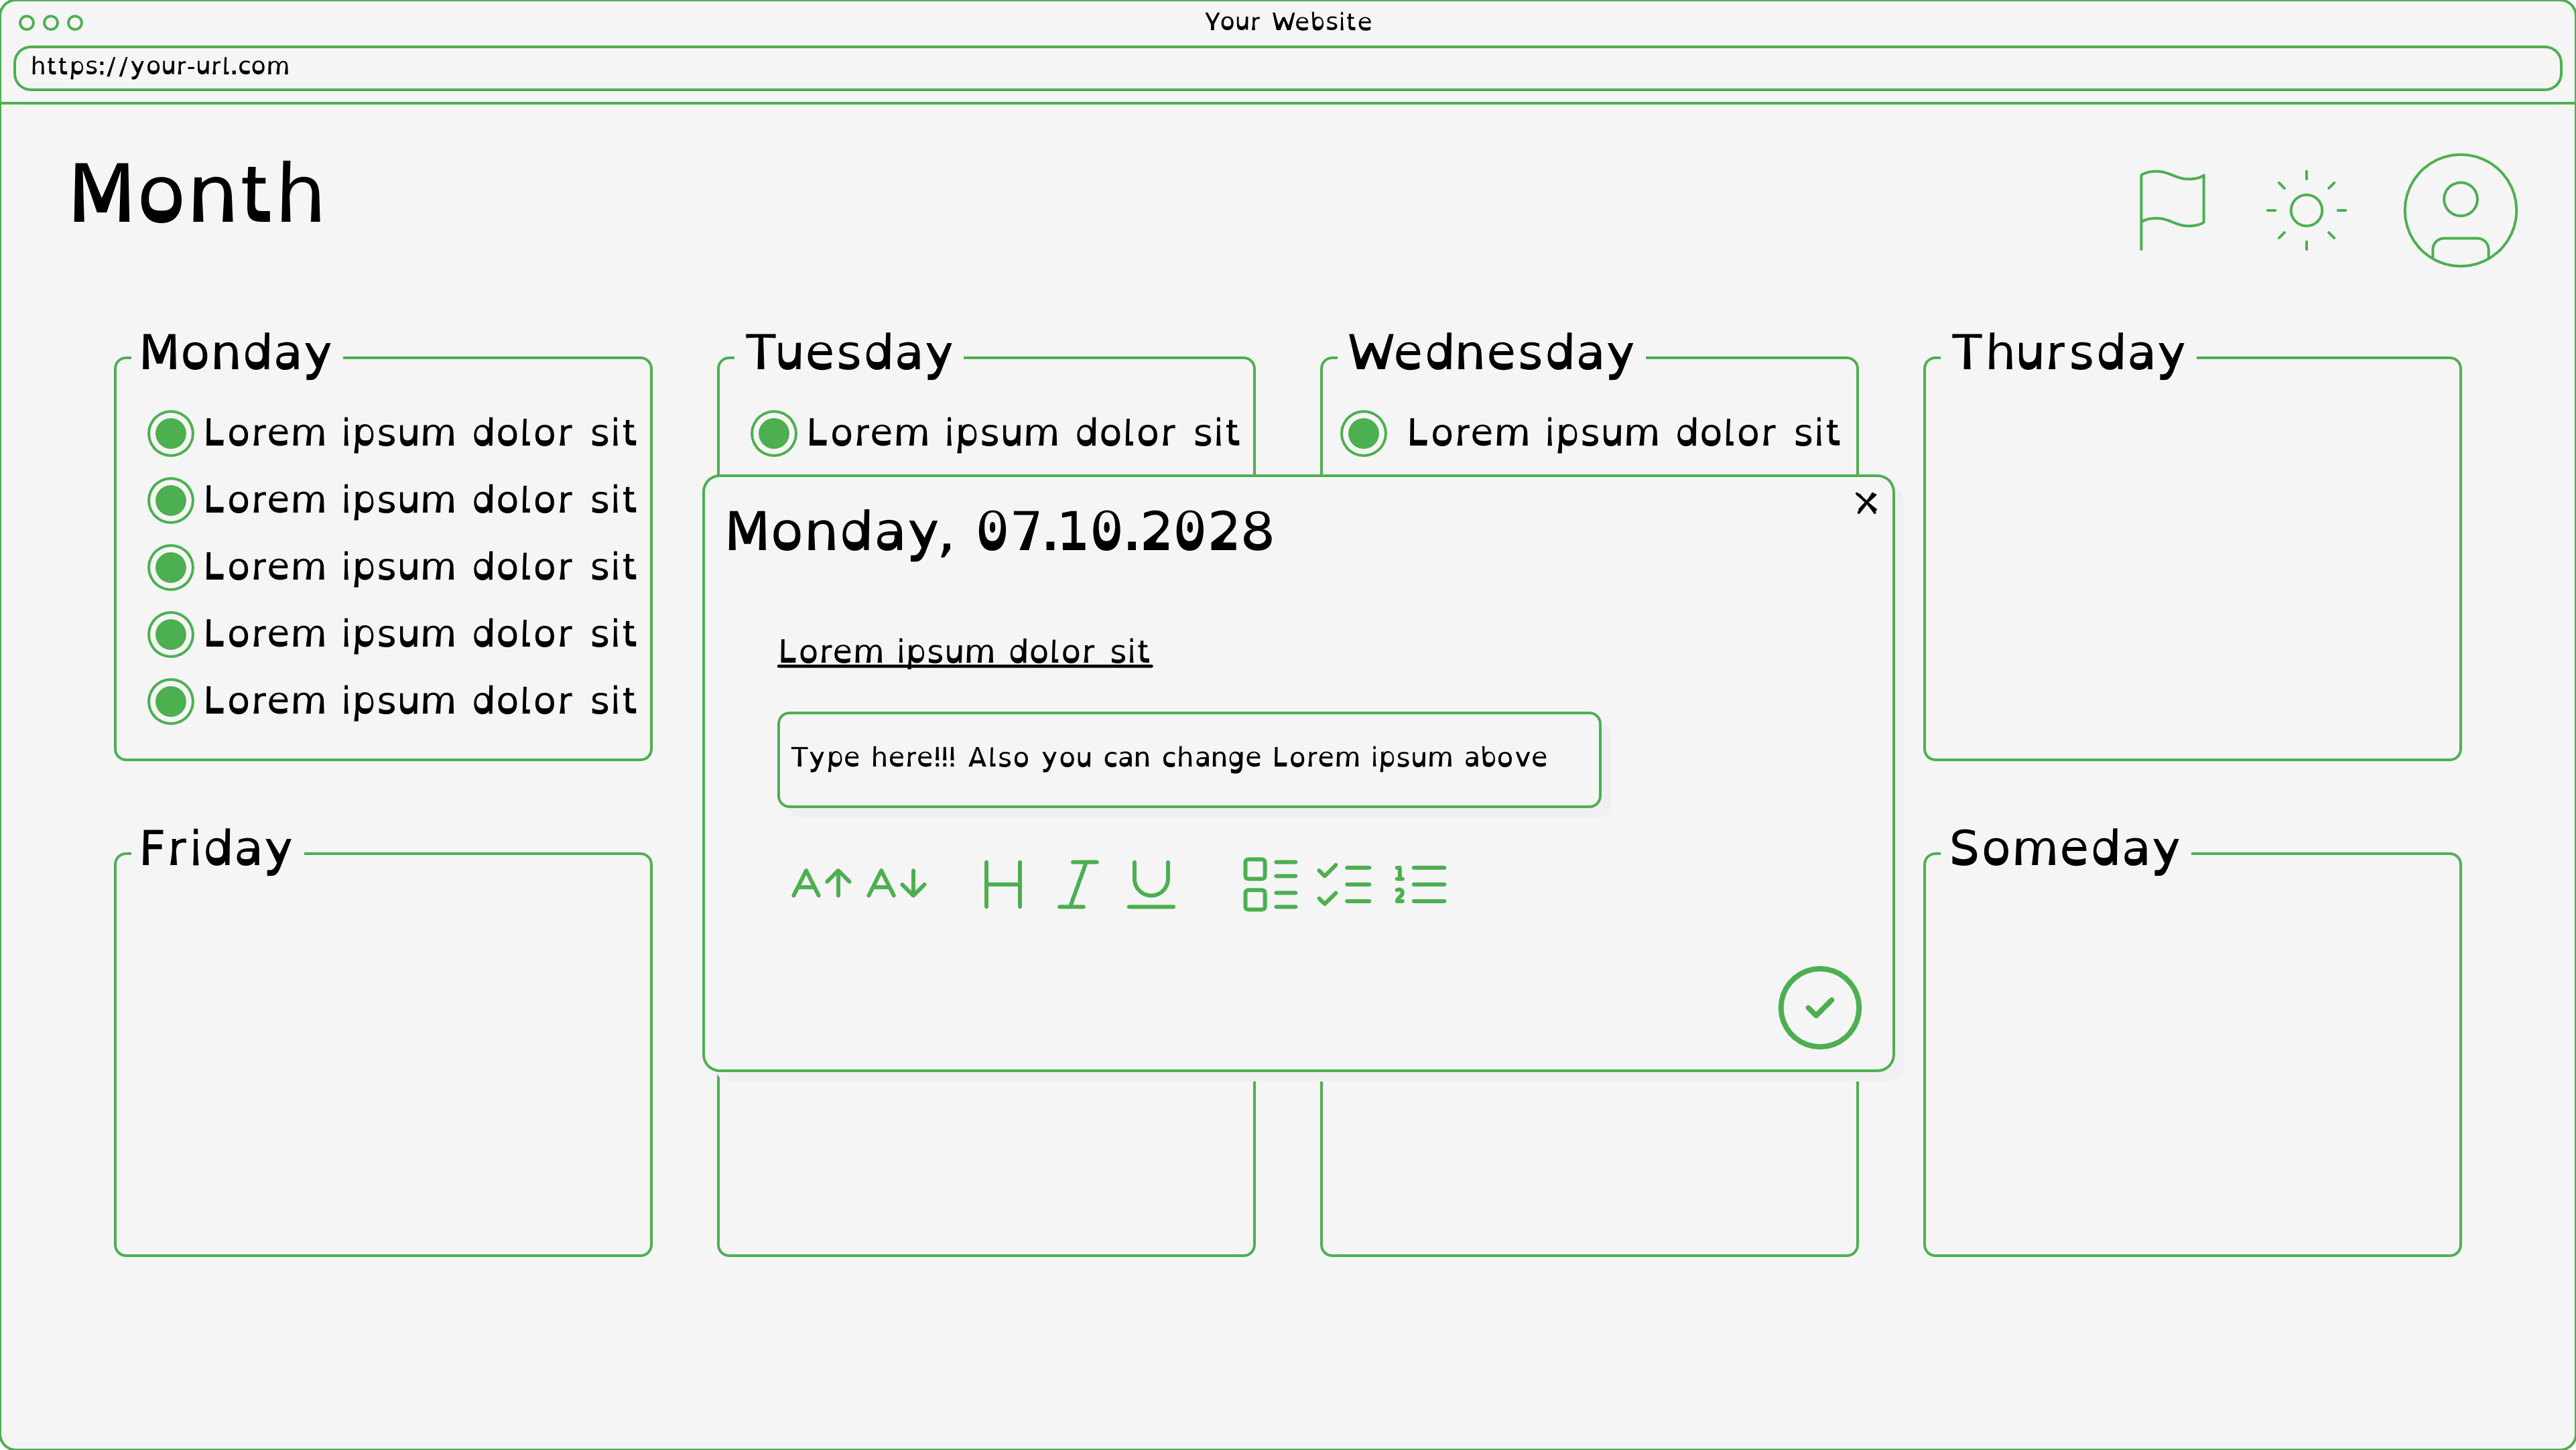 Your Website
https://your-url.com
Month
Monday
Tuesday
Wednesday
Thursday
Lorem ipsum dolor sit
Lorem ipsum dolor sit
Lorem ipsum dolor sit
Lorem ipsum dolor sit
Lorem ipsum dolor sit
Lorem ipsum dolor sit
Lorem ipsum dolor sit
X
Monday, 07.10.2028
Lorem ipsum dolor sit
Type here!!! Also you can change Lorem ipsum above
A A H I U
1
2
Friday
Someday